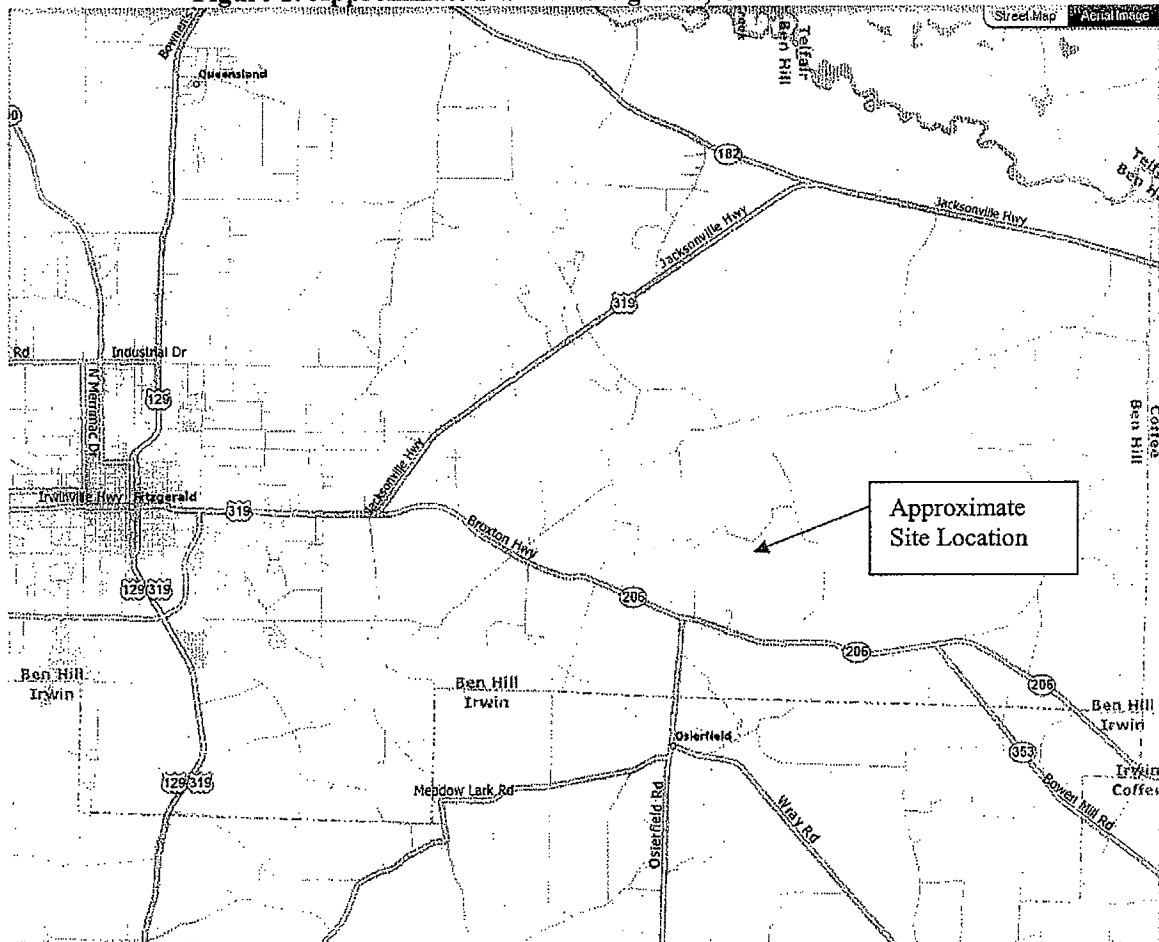 Street Map
Aerial Image
Telfair
Ben Hill
Queensland
182
Telfa
Ben H
Jacksonville Hwy
Jacksonville Hwy
319
Rd
Industrial Dr
N Merrimac Dr
129
Coffee
Ben Hill
Irwinville Hwy
Fitzgerald
319
Jacksonville Hwy
Approximate
Site Location
Broxton Hwy
129
319
206
206
Ben Hill
Irwin
Ben Hill
Irwin
206
Ben Hill
Irwin
Osierfield
353
Irwin
Coffee
129
319
Meadow Lark Rd
Osierfield Rd
Wray Rd
Bowen Mill Rd